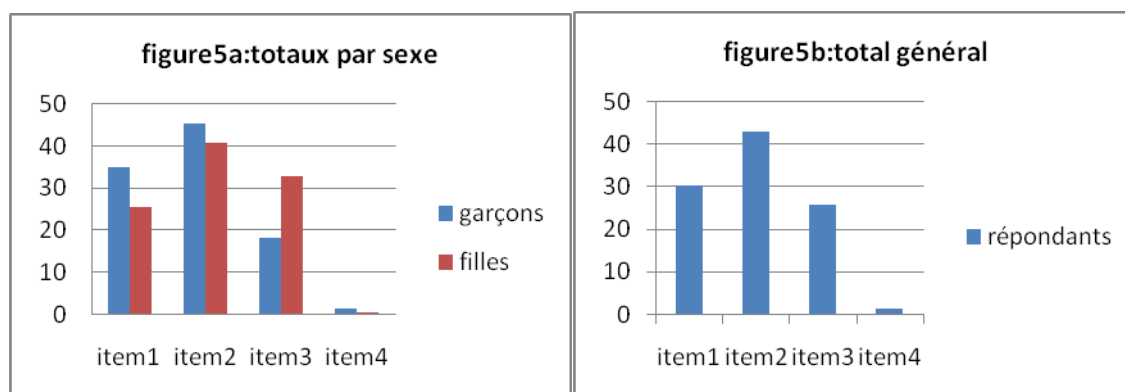 figure5a:totaux par sexe
50
40
30
20
10
0
item1 item2 item3 item4
garçons
filles
figure5b:total général
50
40
30
20
10
0
item1 item2 item3 item4
répondants